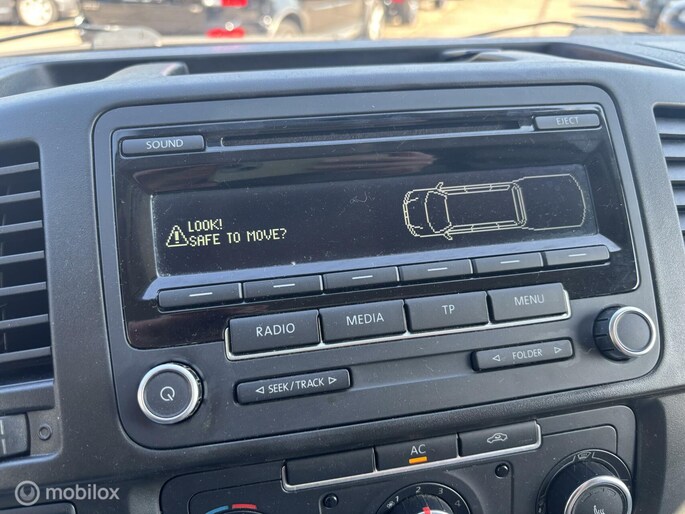 SOUND
EJECT
LOOK!
SAFE TO MOVE?
RADIO
MEDIA
TP
MENU
SEEK/TRACK
FOLDER
AC
mobilox